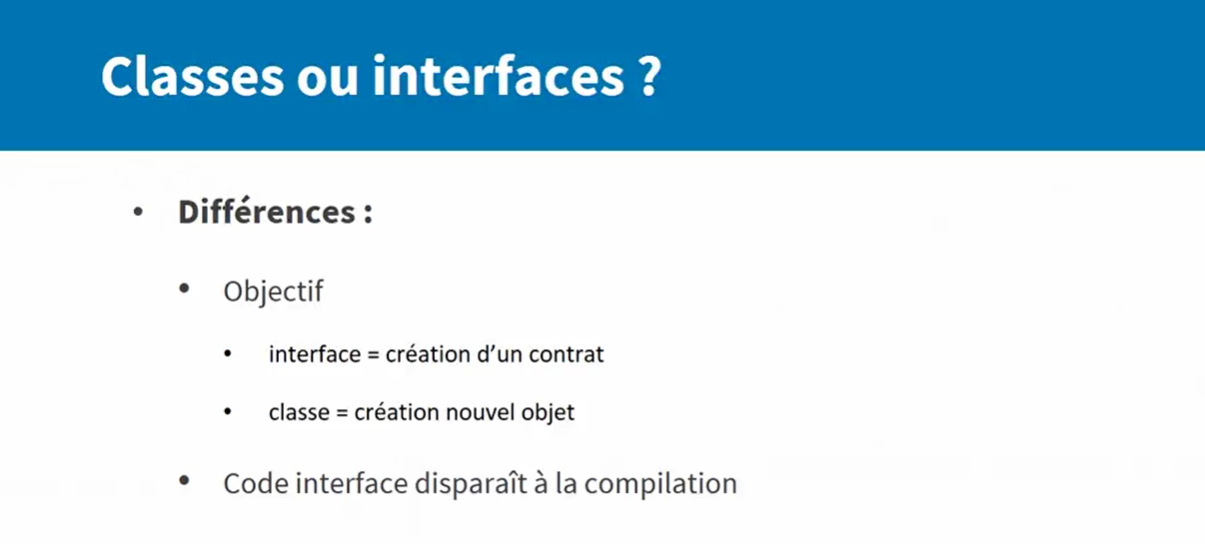 Classes ou interfaces ?
• Différences :
• Objectif
• interface = création d’un contrat
• classe = création nouvel objet
• Code interface disparaît à la compilation